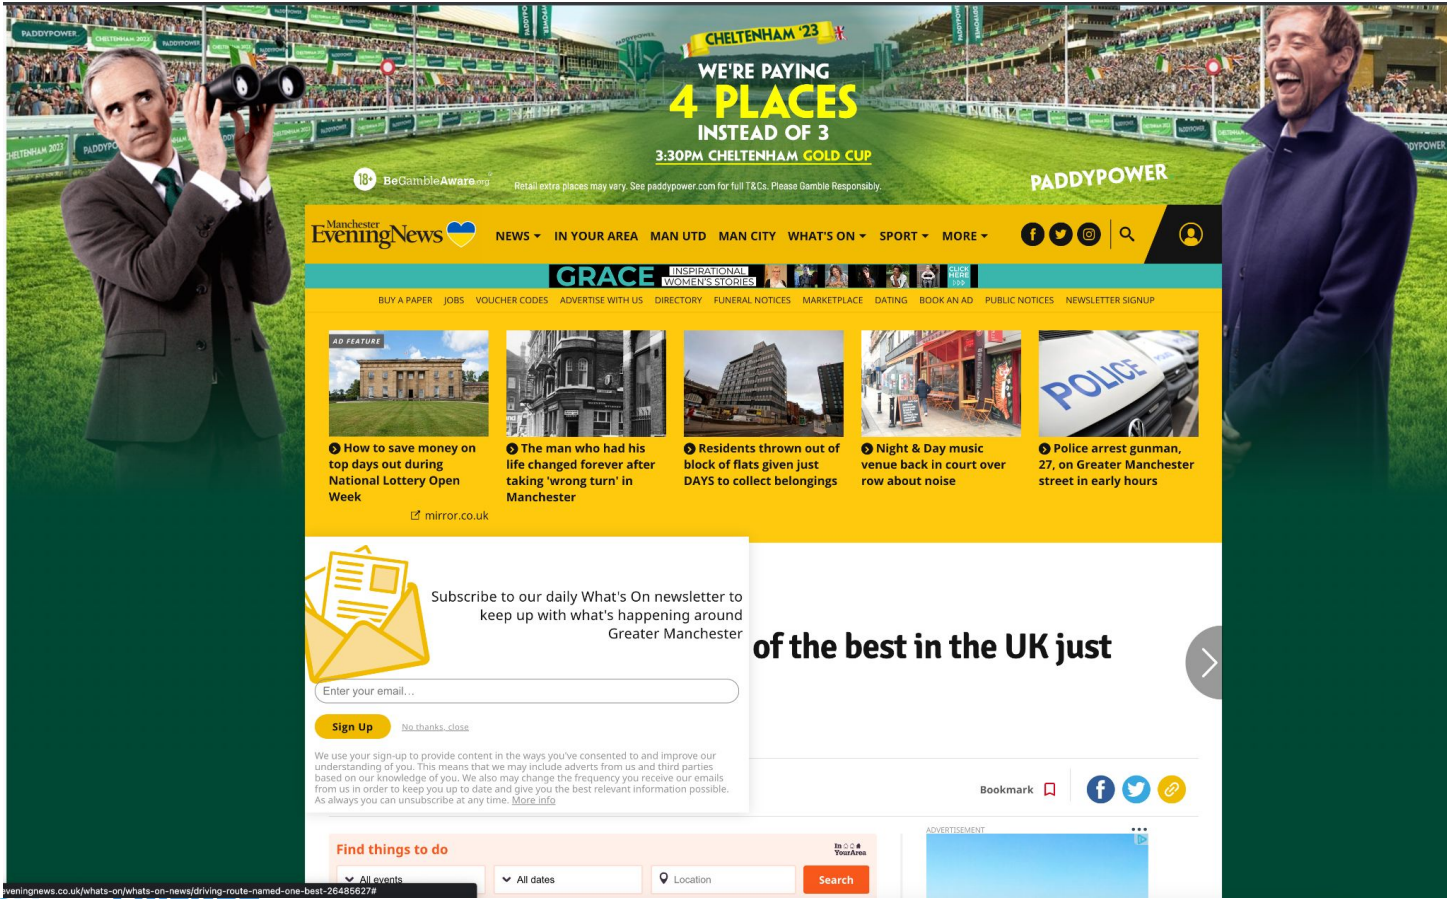 PADDYPOWER
CHELTENHAM 2023
PADDYPOWER
CHELTENHAM '23
WE'RE PAYING
4 PLACES
INSTEAD OF 3
3:30PM CHELTENHAM GOLD CUP
18+ BeGambleAware.org
Retail extra places may vary. See paddypower.com for full T&Cs. Please Gamble Responsibly.
PADDYPOWER
Manchester
EveningNews
NEWS IN YOUR AREA MAN UTD MAN CITY WHAT'S ON SPORT MORE
GRACE INSPIRATIONAL WOMEN'S STORIES CLICK HERE >>>
BUY A PAPER JOBS VOUCHER CODES ADVERTISE WITH US DIRECTORY FUNERAL NOTICES MARKETPLACE DATING BOOK AN AD PUBLIC NOTICES NEWSLETTER SIGNUP
AD FEATURE
POLICE
How to save money on
top days out during
National Lottery Open
Week
mirror.co.uk
The man who had his
life changed forever after
taking 'wrong turn' in
Manchester
Residents thrown out of
block of flats given just
DAYS to collect belongings
Night & Day music
venue back in court over
row about noise
Police arrest gunman,
27, on Greater Manchester
street in early hours
Subscribe to our daily What's On newsletter to
keep up with what's happening around
Greater Manchester
of the best in the UK just
Enter your email...
Sign Up No thanks, close
We use your sign-up to provide content in the ways you've consented to and improve our
understanding of you. This means that we may include adverts from us and third parties
based on our knowledge of you. We also may change the frequency you receive our emails
from us in order to keep you up to date and give you the best relevant information possible.
As always you can unsubscribe at any time. More info
Bookmark
ADVERTISEMENT
Find things to do
In YourArea
All events All dates Location Search
eveningnews.co.uk/whats-on/whats-on-news/driving-route-named-one-best-26485627#